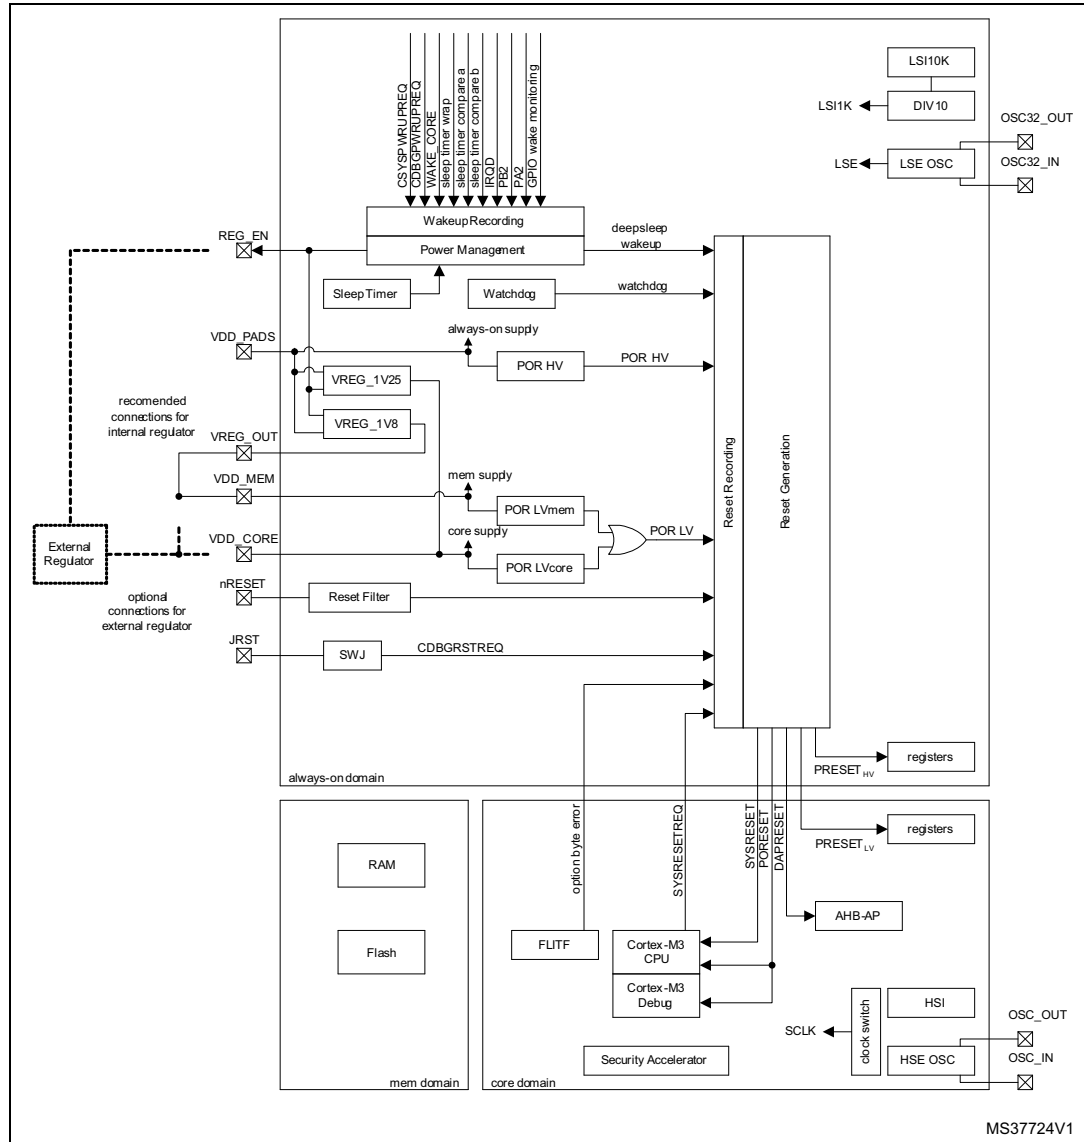 LSI10K
DIV10
LSI1K
OSC32_OUT
LSE
LSE OSC
OSC32_IN
CSYSPWRUPREQ
CDBGPWRUPREQ
WAKE_CORE
sleep timer wrap
sleep timer compare a
sleep timer compare b
IRQD
PB2
PA2
GPIO wake monitoring
Wakeup Recording
Power Management
deepsleep
wakeup
REG_EN
Sleep Timer
Watchdog
watchdog
VDD_PADS
always-on supply
POR HV
POR HV
VREG_1V25
VREG_1V8
recomended
connections for
internal regulator
VREG_OUT
VDD_MEM
mem supply
POR LVmem
Reset Recording
Reset Generation
External
Regulator
VDD_CORE
core supply
POR LVcore
POR LV
nRESET
Reset Filter
optional
connections for
external regulator
JRST
SWJ
CDBGRSTREQ
registers
PRESET HV
always-on domain
option byte error
SYSRESETREQ
SYSRESET
PORESET
DAPRESET
registers
PRESET LV
RAM
Flash
FLITF
Cortex-M3
CPU
Cortex-M3
Debug
AHB-AP
SCLK
clock switch
HSI
HSE OSC
OSC_OUT
OSC_IN
Security Accelerator
mem domain
core domain
MS37724V1